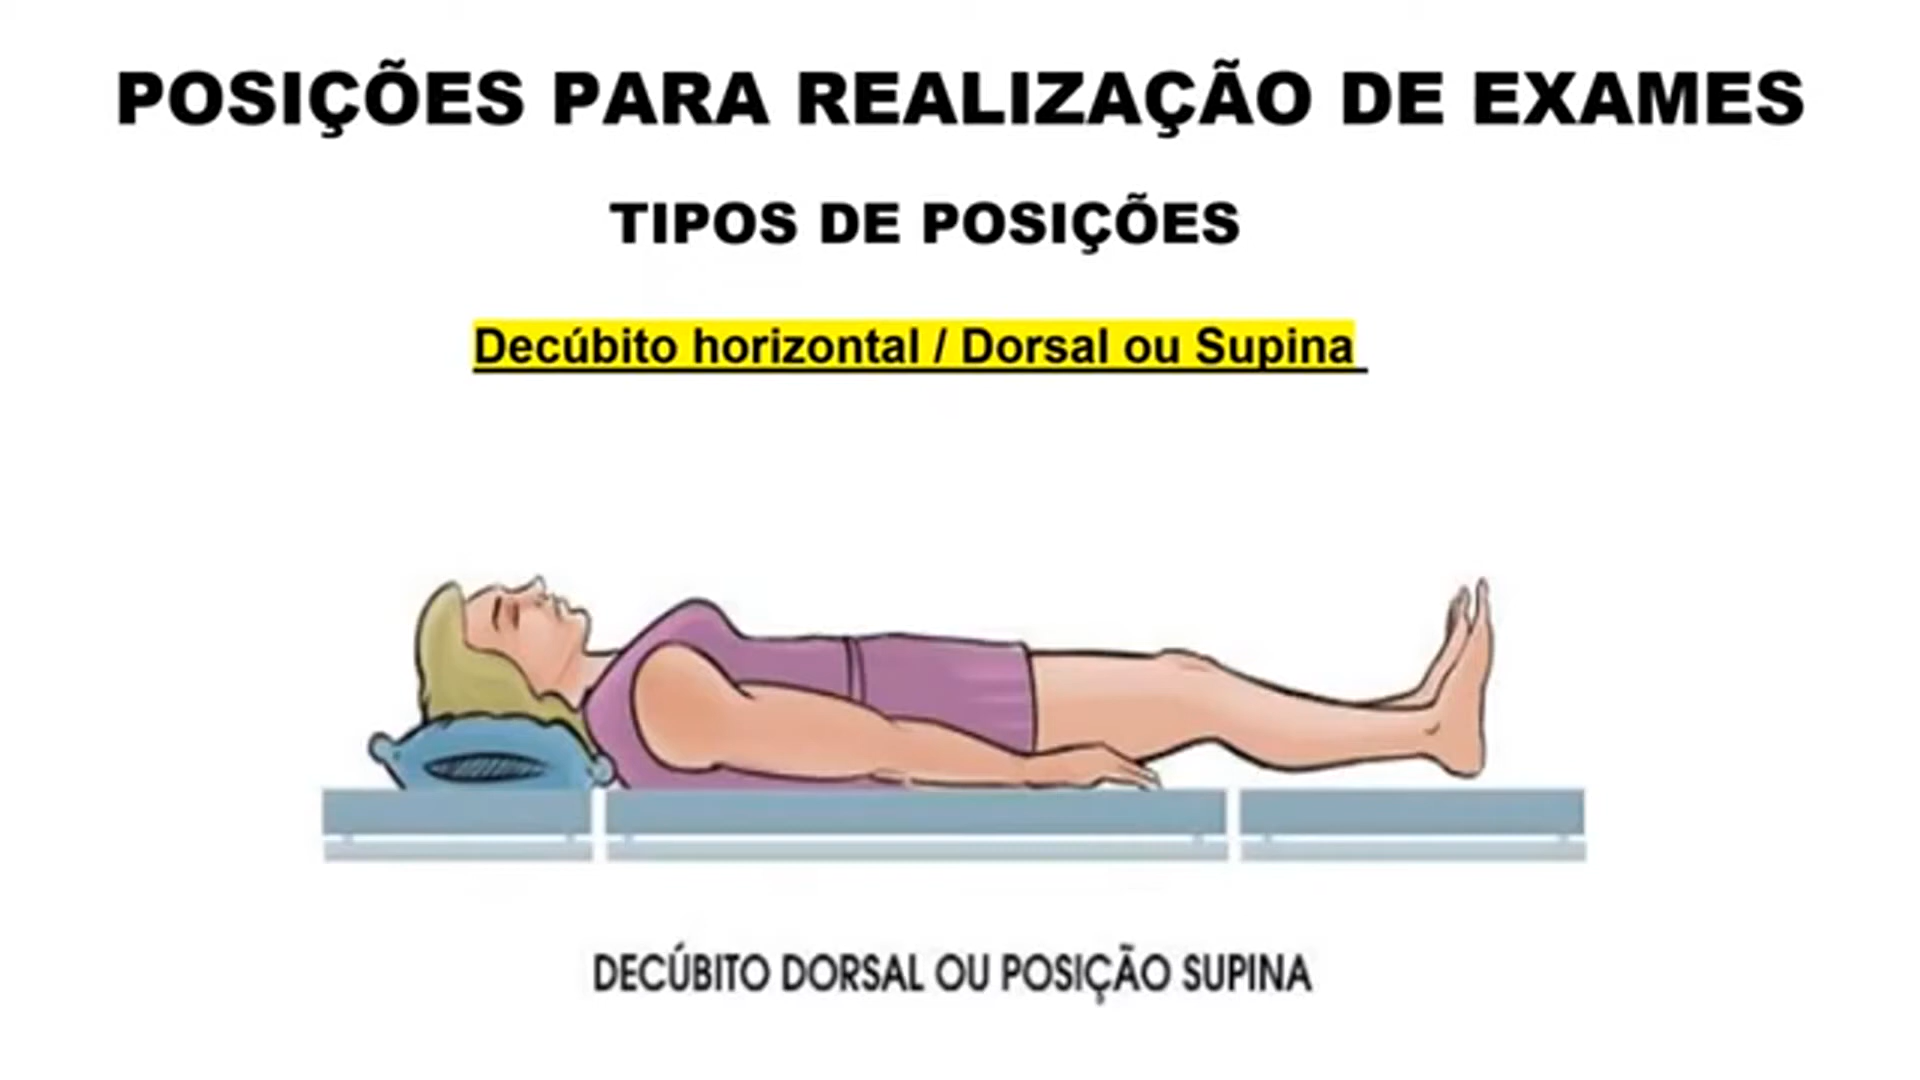 POSIÇÕES PARA REALIZAÇÃO DE EXAMES
TIPOS DE POSIÇÕES
Decúbito horizontal / Dorsal ou Supina
DECÚBITO DORSAL OU POSIÇÃO SUPINA